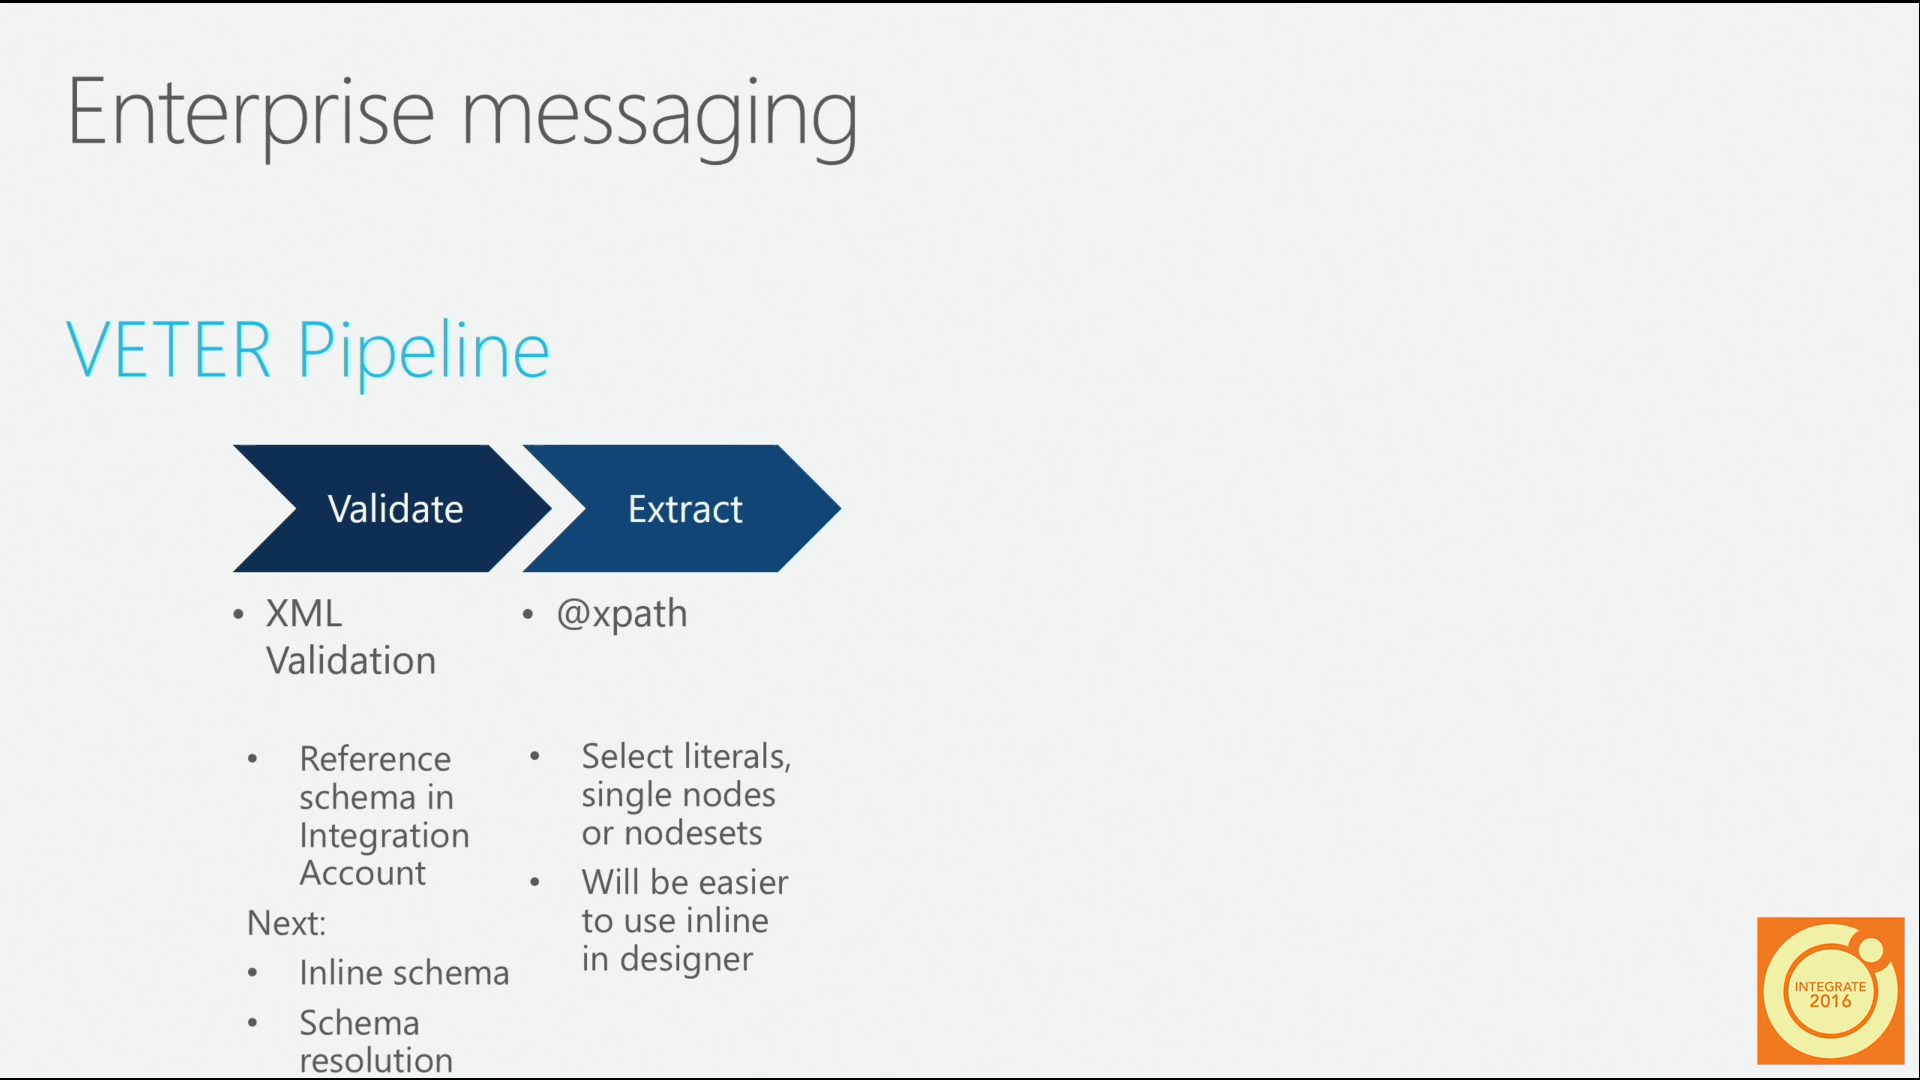 Enterprise messaging
VETER Pipeline
Validate
Extract
• XML
Validation
• Reference
schema in
Integration
Account
Next:
• Inline schema
• Schema
resolution
• @xpath
• Select literals,
single nodes
or nodesets
• Will be easier
to use inline
in designer
INTEGRATE
2016